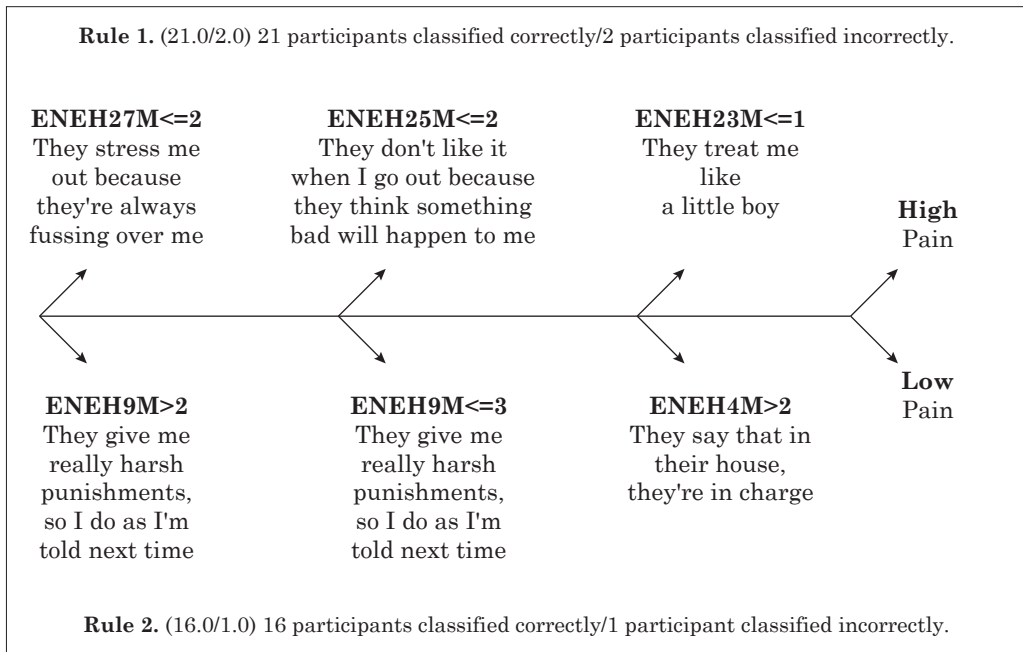 Rule 1. (21.0/2.0) 21 participants classified correctly/2 participants classified incorrectly.
ENEH27M<=2
They stress me
out because
they're always
fussing over me
ENEH25M<=2
They don't like it
when I go out because
they think something
bad will happen to me
ENEH23M<=1
They treat me
like
a little boy
High
Pain
ENEH9M>2
They give me
really harsh
punishments,
so I do as I'm
told next time
ENEH9M<=3
They give me
really harsh
punishments,
so I do as I'm
told next time
ENEH4M>2
They say that in
their house,
they're in charge
Low
Pain
Rule 2. (16.0/1.0) 16 participants classified correctly/1 participant classified incorrectly.